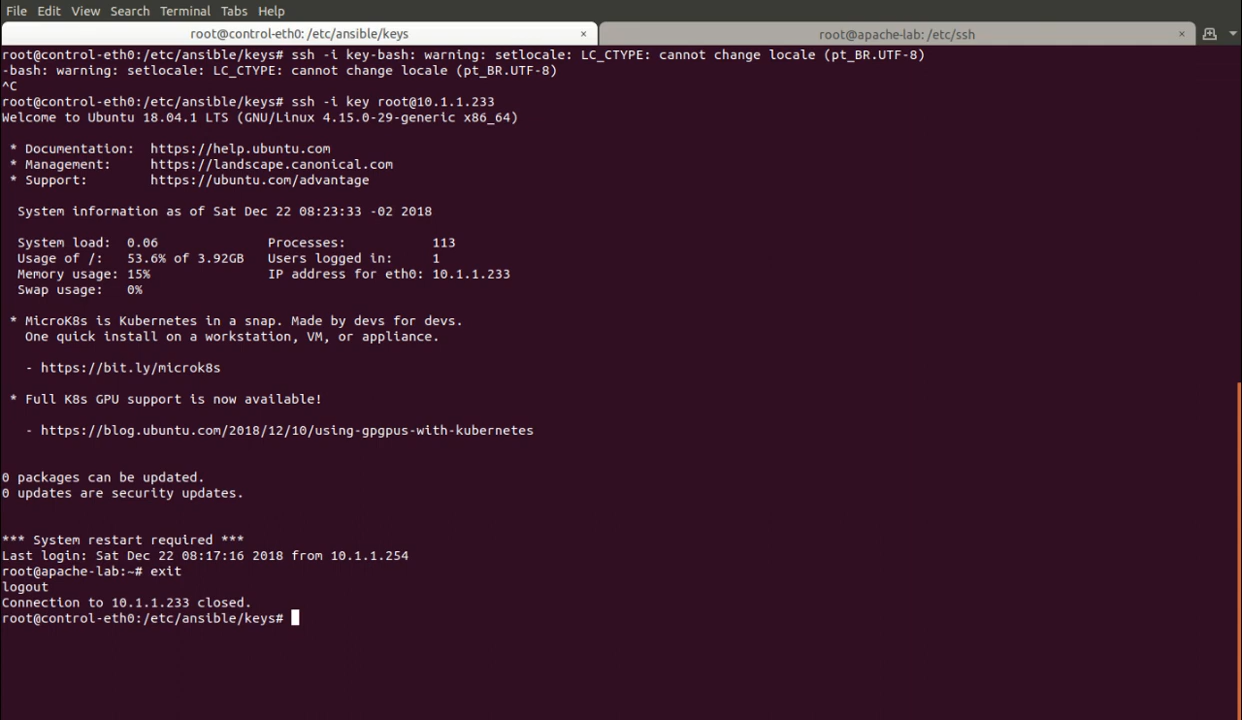 File Edit View Search Terminal Tabs Help
root@control-eth0: /etc/ansible/keys × root@apache-lab: /etc/ssh ×
root@control-eth0:/etc/ansible/keys# ssh -i key-bash: warning: setlocale: LC_CTYPE: cannot change locale (pt_BR.UTF-8)
-bash: warning: setlocale: LC_CTYPE: cannot change locale (pt_BR.UTF-8)
^C
root@control-eth0:/etc/ansible/keys# ssh -i key root@10.1.1.233
Welcome to Ubuntu 18.04.1 LTS (GNU/Linux 4.15.0-29-generic x86_64)
* Documentation: https://help.ubuntu.com
* Management: https://landscape.canonical.com
* Support: https://ubuntu.com/advantage
System information as of Sat Dec 22 08:23:33 -02 2018
System load: 0.06 Processes: 113
Usage of /: 53.6% of 3.92GB Users logged in: 1
Memory usage: 15% IP address for eth0: 10.1.1.233
Swap usage: 0%
* MicroK8s is Kubernetes in a snap. Made by devs for devs.
One quick install on a workstation, VM, or appliance.
- https://bit.ly/microk8s
* Full K8s GPU support is now available!
- https://blog.ubuntu.com/2018/12/10/using-gpgpus-with-kubernetes
0 packages can be updated.
0 updates are security updates.
*** System restart required ***
Last login: Sat Dec 22 08:17:16 2018 from 10.1.1.254
root@apache-lab:~# exit
logout
Connection to 10.1.1.233 closed.
root@control-eth0:/etc/ansible/keys#